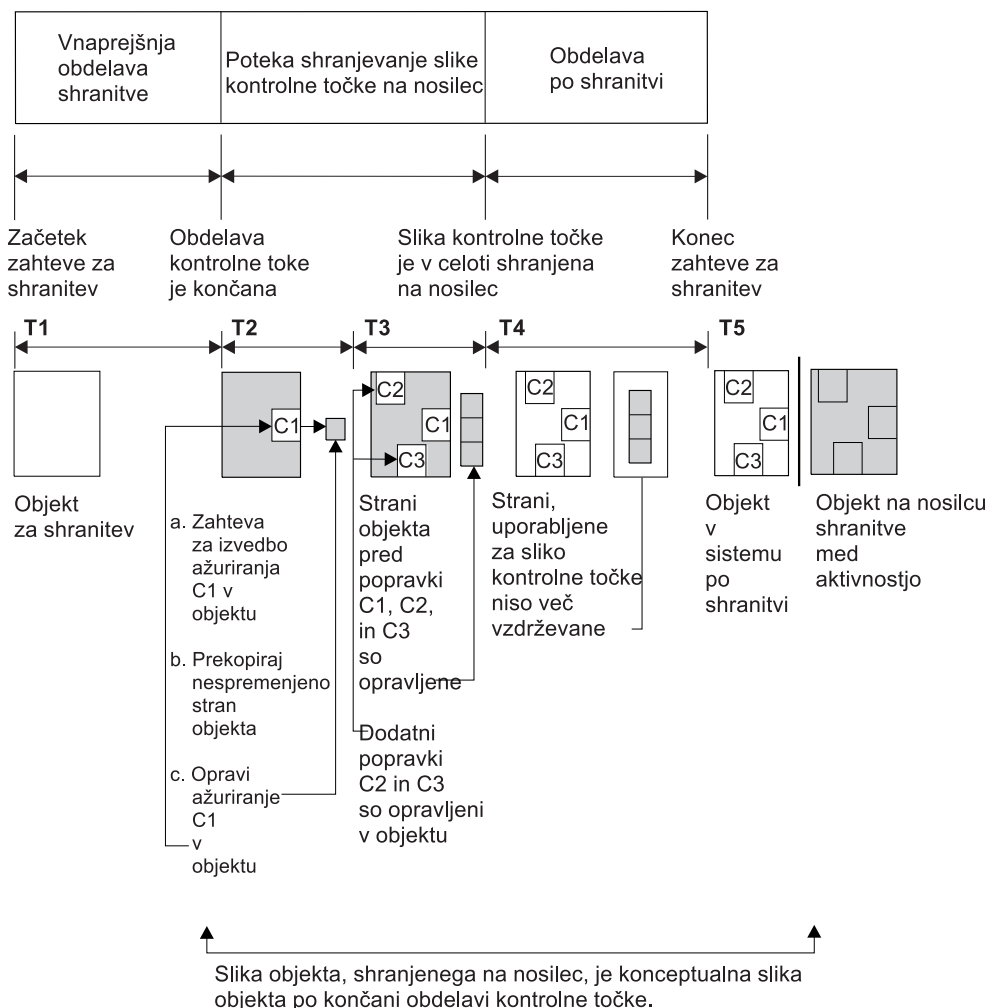 Vnaprejšnja
obdelava
shranitve
Poteka shranjevanje slike
kontrolne točke na nosilec
Obdelava
po shranitvi
Začetek
zahteve za
shranitev
Obdelava
kontrolne toke
je končana
Slika kontrolne točke
je v celoti shranjena
na nosilec
Konec
zahteve za
shranitev
T1
T2
T3
T4
T5
C1
C2
C1
C3
C2
C1
C3
C2
C1
C3
Objekt
za shranitev
a. Zahteva
za izvedbo
ažuriranja
C1 v
objektu
b. Prekopiraj
nespremenjeno
stran
objekta
c. Opravi
ažuriranje
C1
v
objektu
Strani
objekta
pred
popravki
C1, C2,
in C3
so
opravljene
Dodatni
popravki
C2 in C3
so opravljeni
v objektu
Strani,
uporabljene
za sliko
kontrolne točke
niso več
vzdrževane
Objekt
v
sistemu
po
shranitvi
Objekt na nosilcu
shranitve
med
aktivnostjo
Slika objekta, shranjenega na nosilec, je konceptualna slika
objekta po končani obdelavi kontrolne točke.